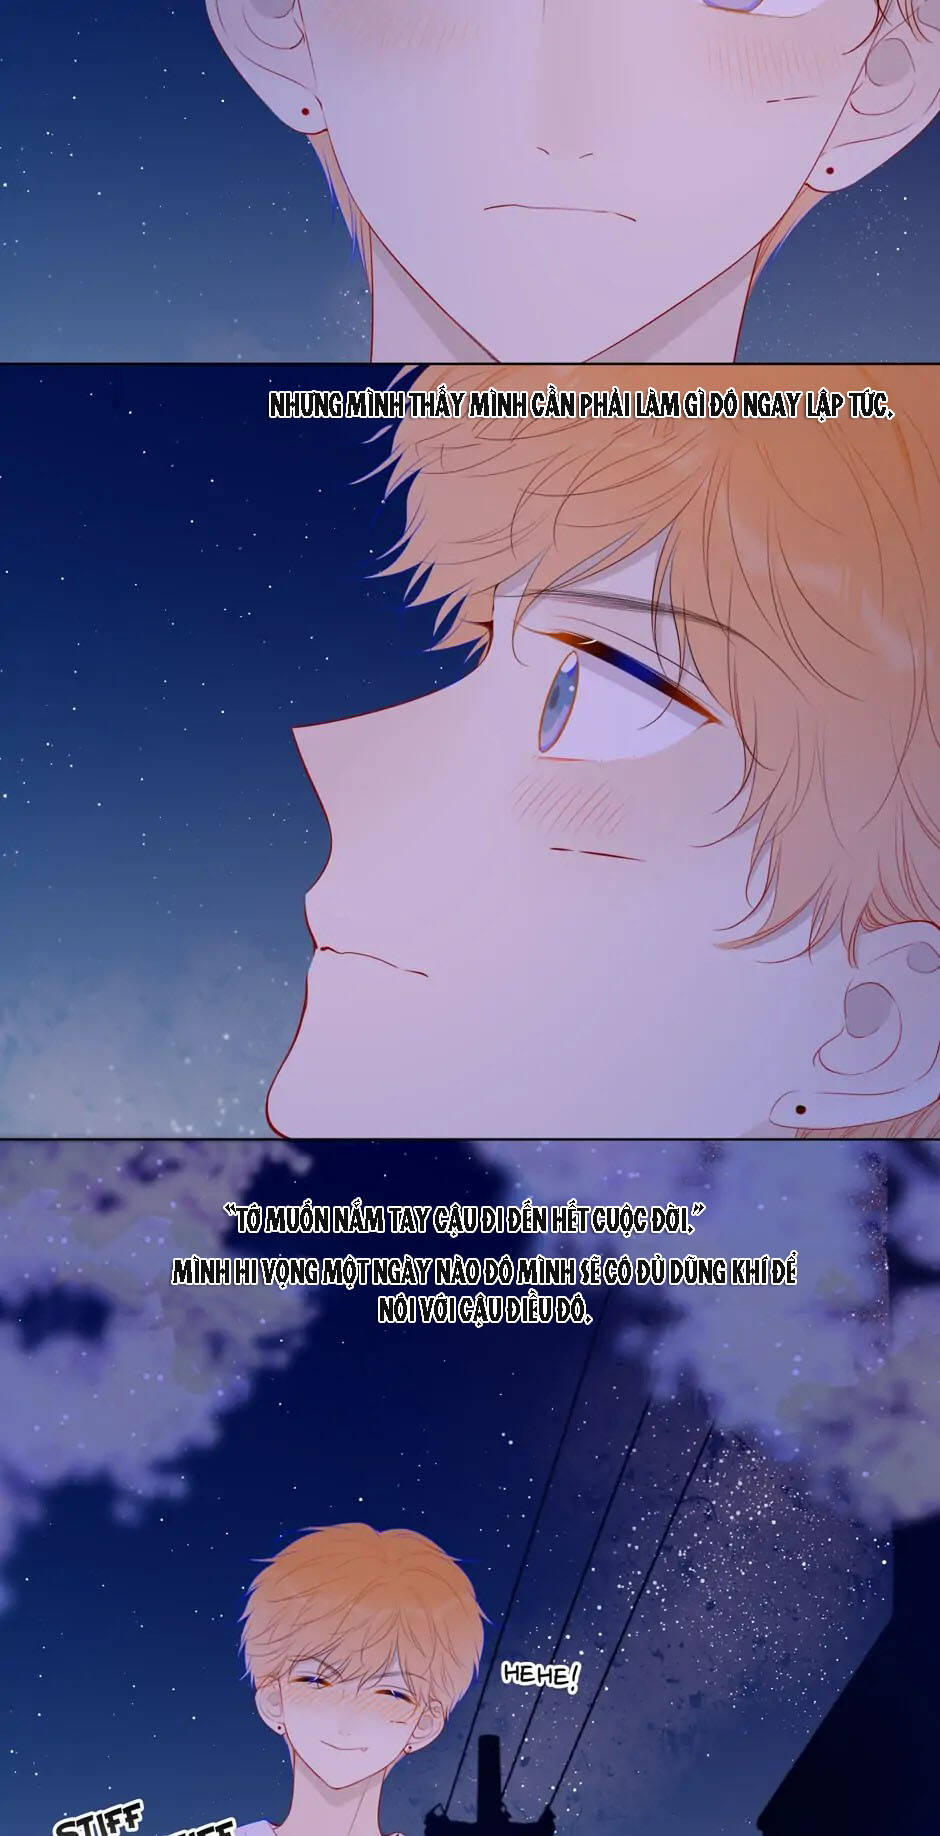 NHƯNG MÌNH THẤY MÌNH CẦN PHẢI LÀM GÌ ĐÓ NGAY LẬP TỨC.
"TỚ MUỐN NẮM TAY CẬU ĐI ĐẾN HẾT CUỘC ĐỜI."
MÌNH HI VỌNG MỘT NGÀY NÀO ĐÓ MÌNH SẼ CÓ ĐỦ DŨNG KHÍ ĐỂ
NÓI VỚI CẬU ĐIỀU ĐÓ.
HEHE!
STIFF